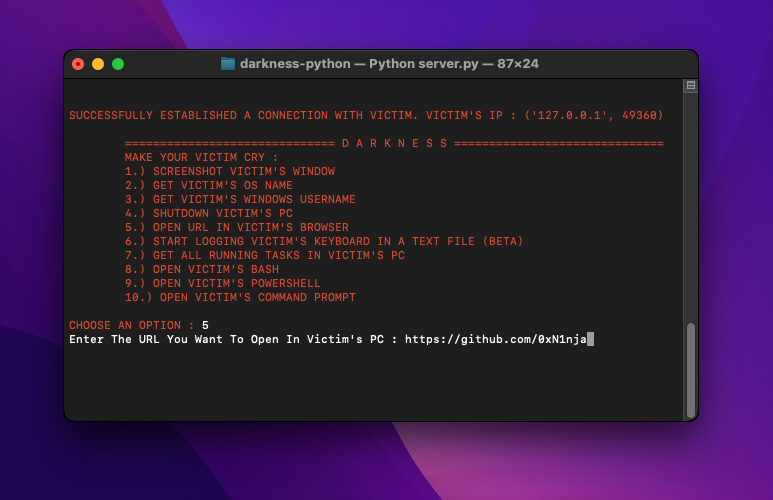 darkness-python — Python server.py — 87×24
SUCCESSFULLY ESTABLISHED A CONNECTION WITH VICTIM. VICTIM'S IP : ('127.0.0.1', 49360)
============================== D A R K N E S S ==============================
MAKE YOUR VICTIM CRY :
1.) SCREENSHOT VICTIM'S WINDOW
2.) GET VICTIM'S OS NAME
3.) GET VICTIM'S WINDOWS USERNAME
4.) SHUTDOWN VICTIM'S PC
5.) OPEN URL IN VICTIM'S BROWSER
6.) START LOGGING VICTIM'S KEYBOARD IN A TEXT FILE (BETA)
7.) GET ALL RUNNING TASKS IN VICTIM'S PC
8.) OPEN VICTIM'S BASH
9.) OPEN VICTIM'S POWERSHELL
10.) OPEN VICTIM'S COMMAND PROMPT
CHOOSE AN OPTION : 5
Enter The URL You Want To Open In Victim's PC : https://github.com/0xN1nja